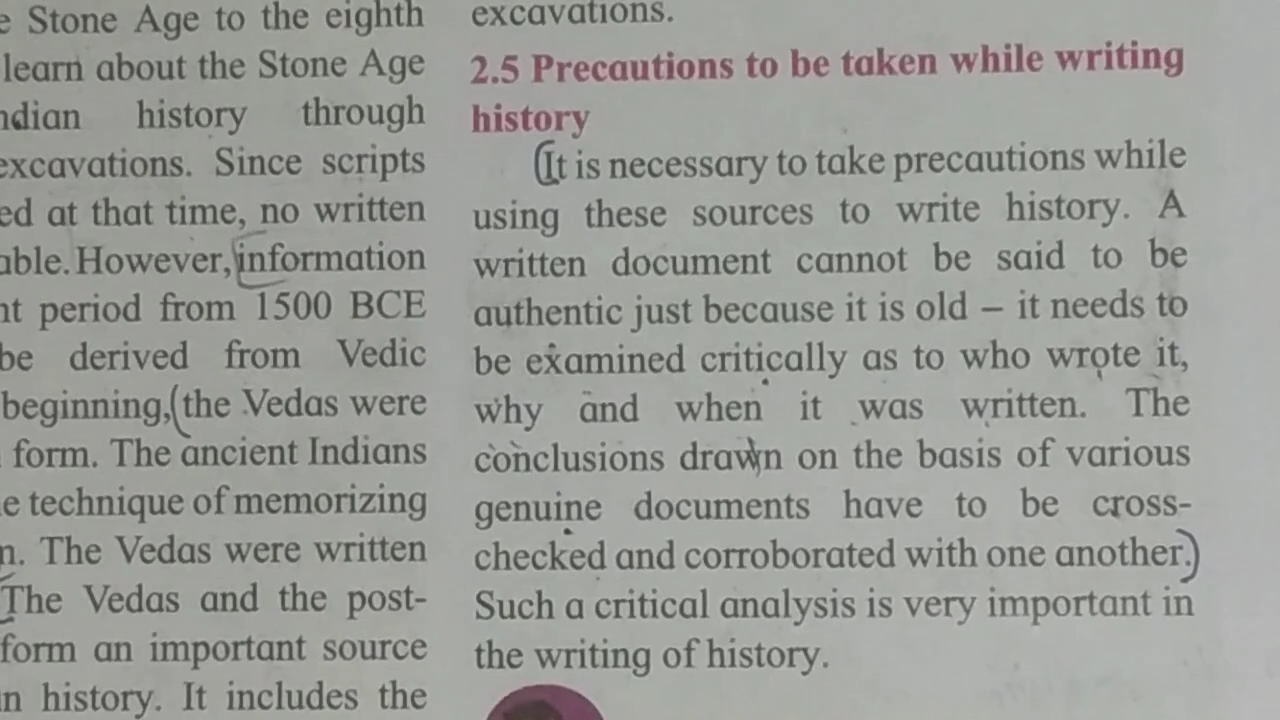 Stone Age to the eighth
learn about the Stone Age
history through
excavations. Since scripts
at that time, no written
However, information
period from 1500 BCE
be derived from Vedic
beginning, (the Vedas were
form. The ancient Indians
technique of memorizing
The Vedas were written
The Vedas and the post-
form an important source
history. It includes the
excavations.
2.5 Precautions to be taken while writing
history
(It is necessary to take precautions while
using these sources to write history. A
written document cannot be said to be
authentic just because it is old – it needs to
be examined critically as to who wrote it,
why and when it was written. The
conclusions drawn on the basis of various
genuine documents have to be cross-
checked and corroborated with one another.)
Such a critical analysis is very important in
the writing of history.